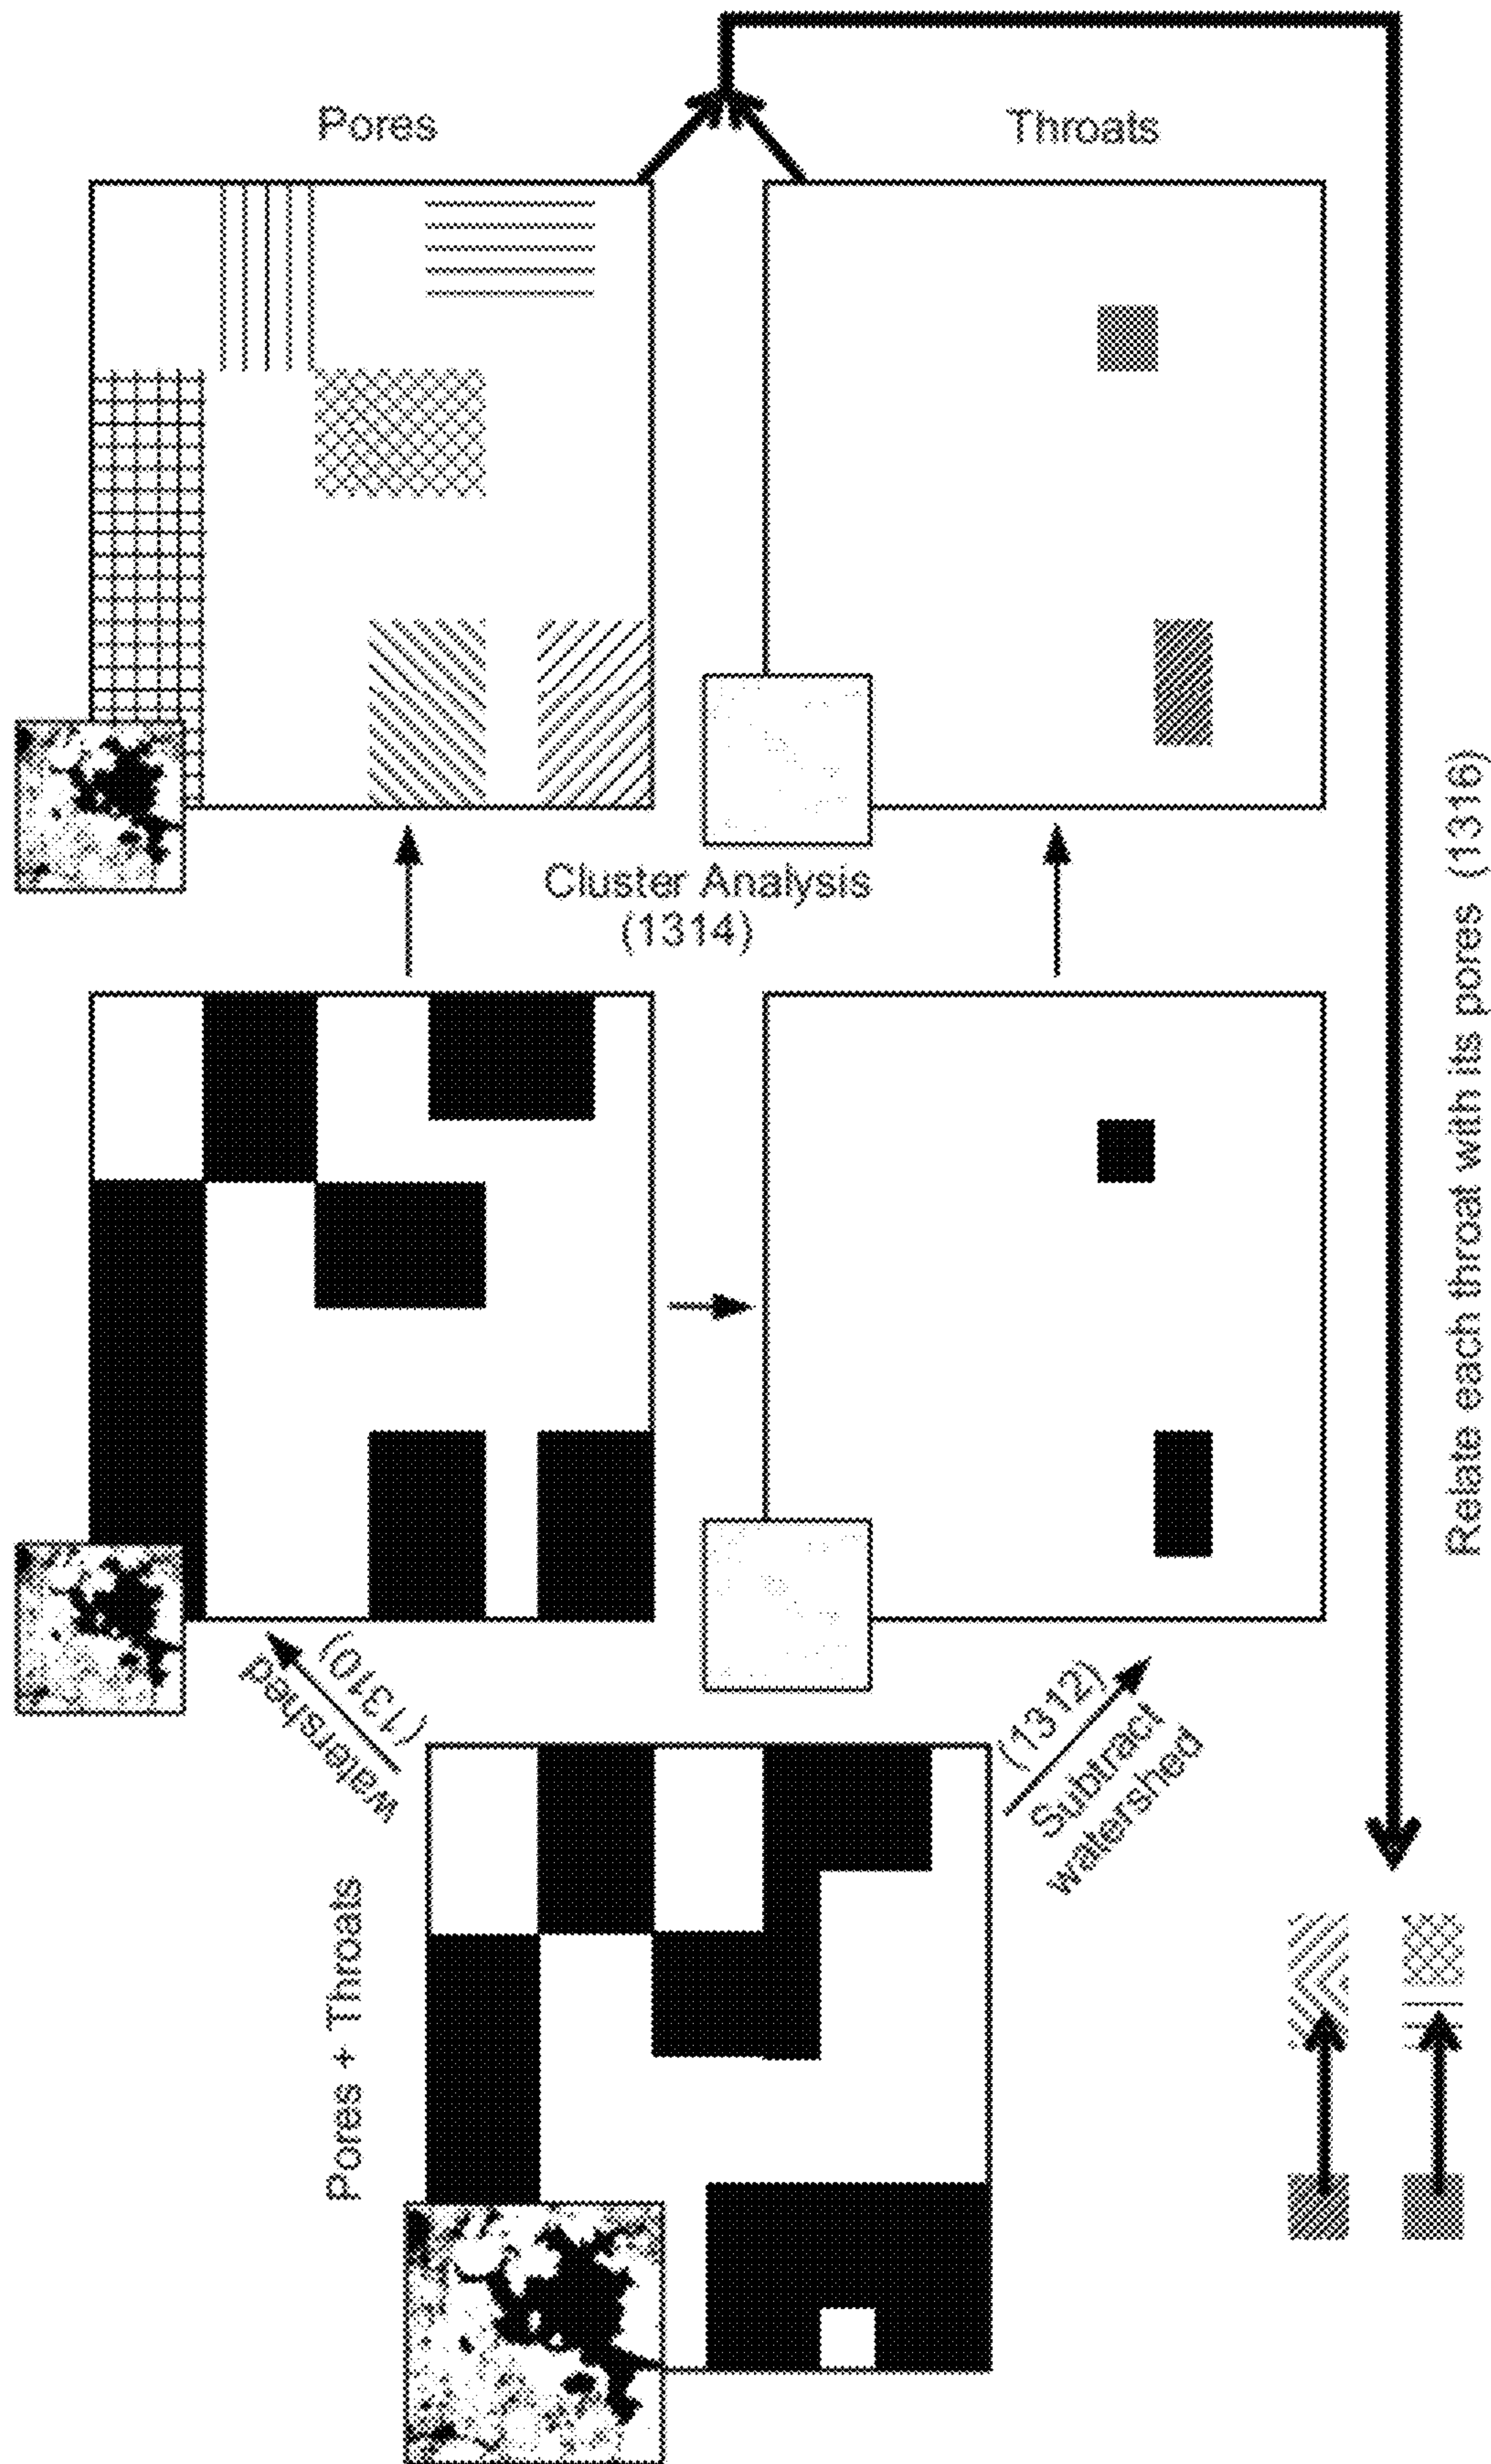 Pores
Throats
Cluster Analysis
(1314)
watershed
(1310)
(1312)
Subtract
watershed
Pores + Throats
Relate each throat with its pores (1316)